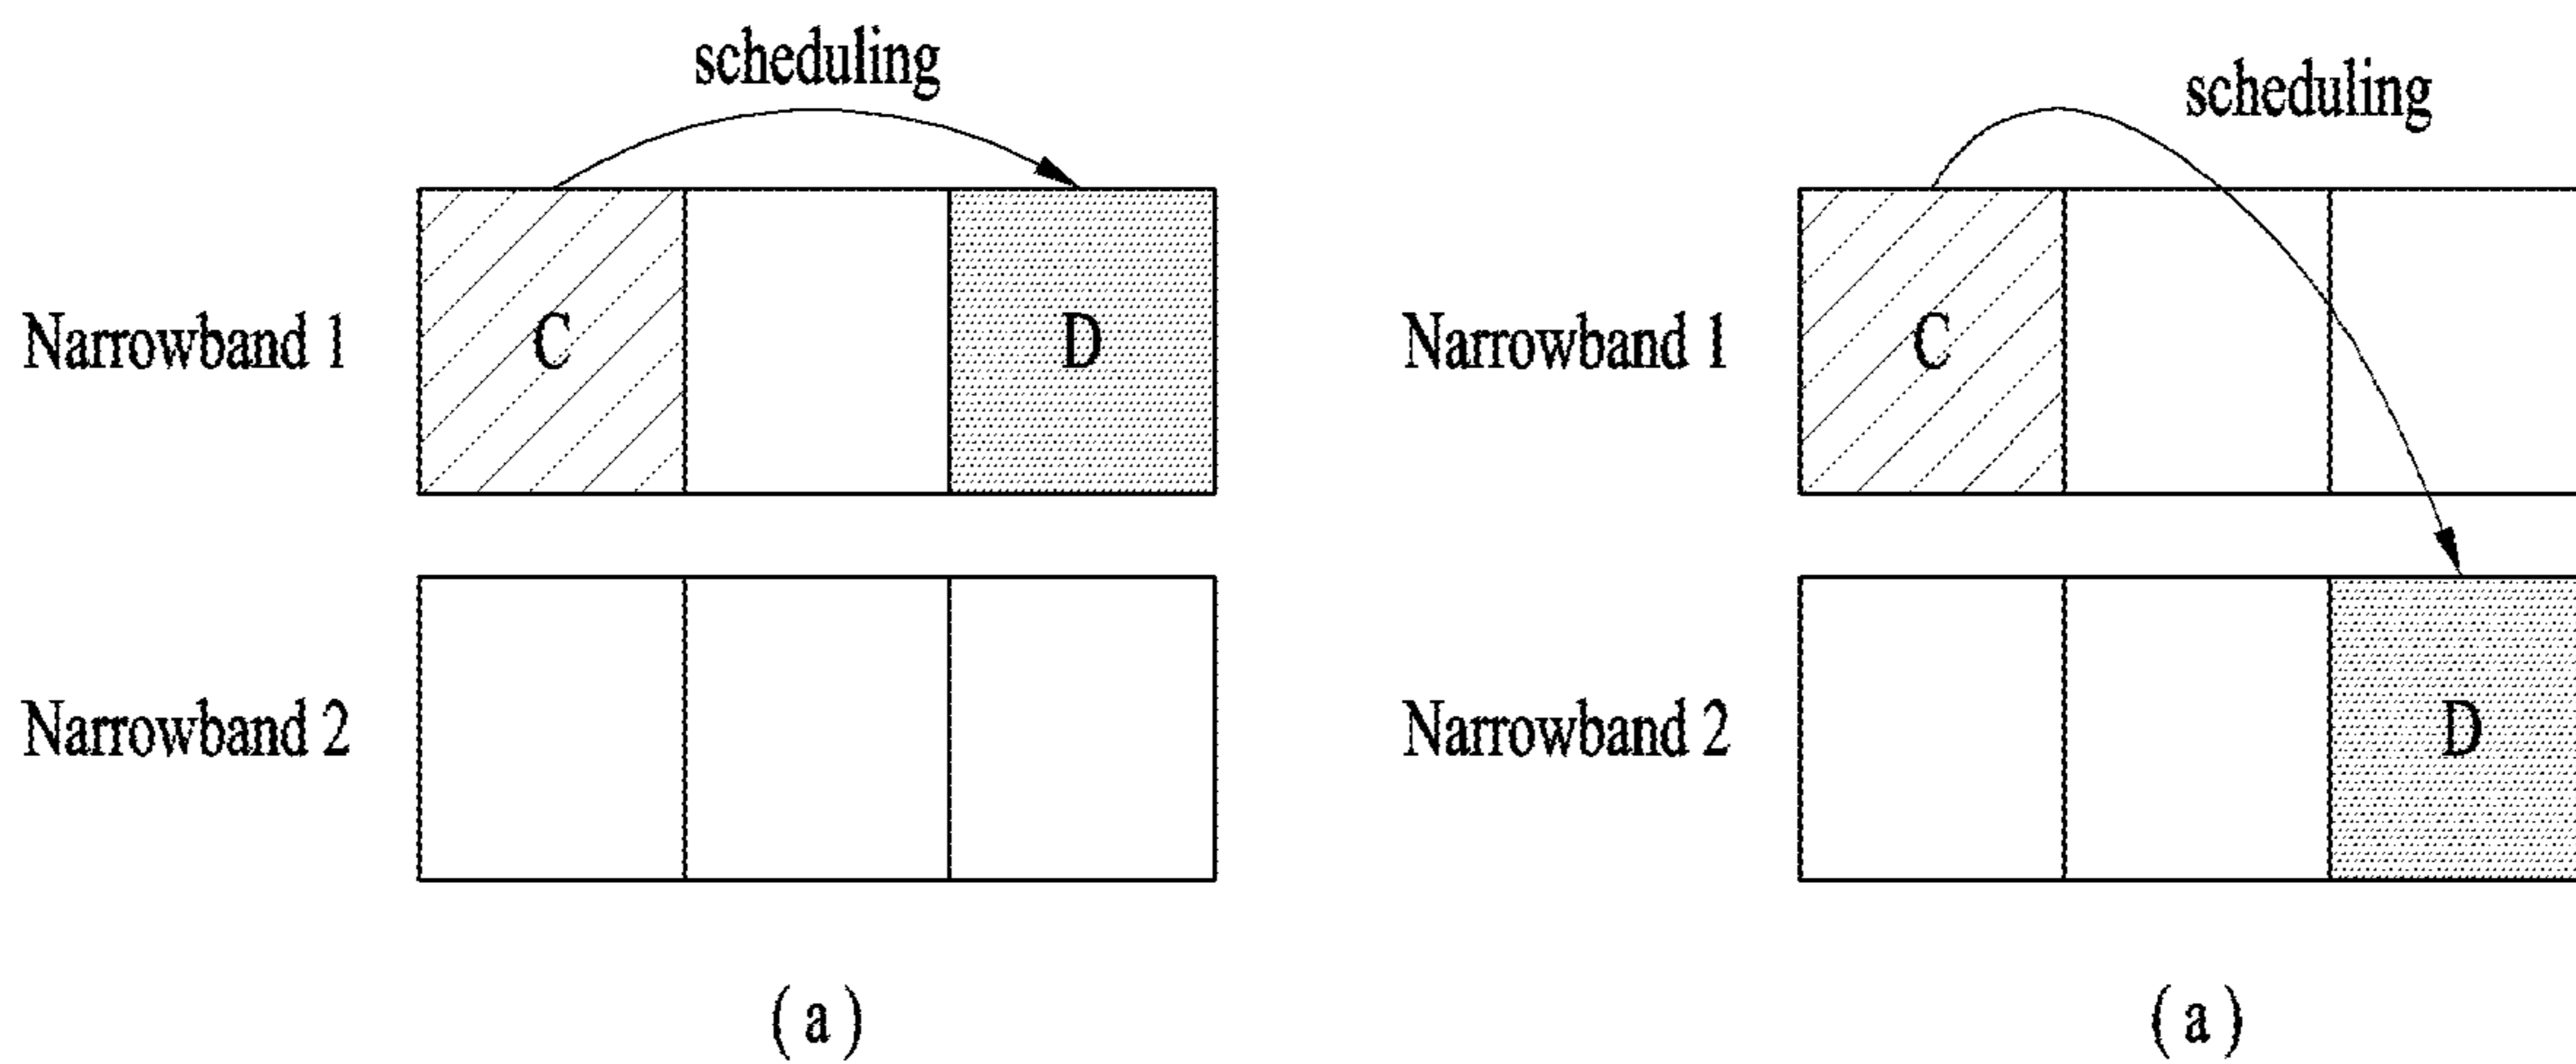 scheduling
Narrowband 1
C
D
Narrowband 2
(a)
scheduling
Narrowband 1
C
Narrowband 2
D
(a)